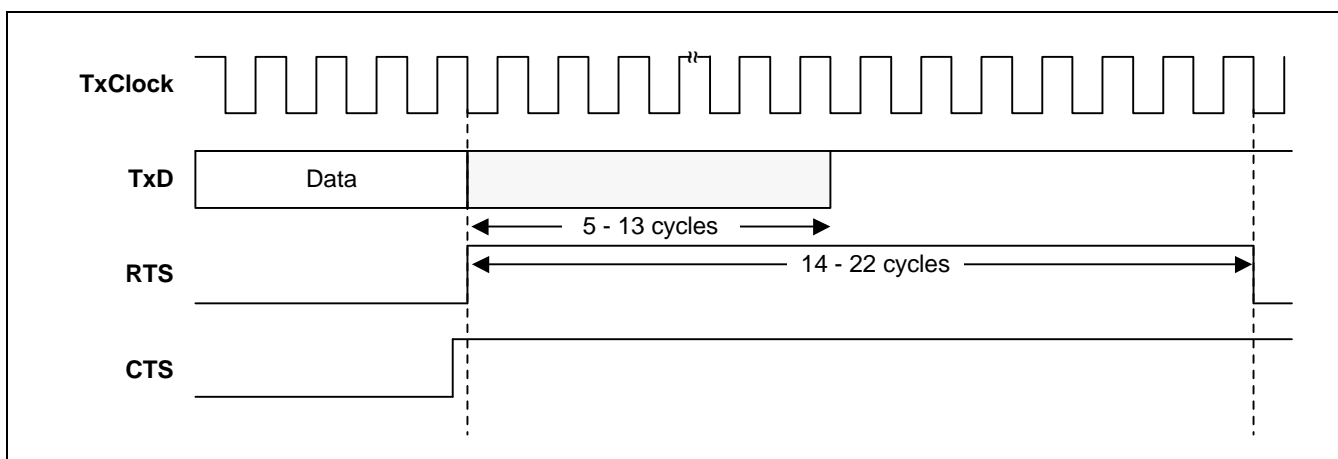 TxClock
TxD
Data
5 - 13 cycles
RTS
14 - 22 cycles
CTS